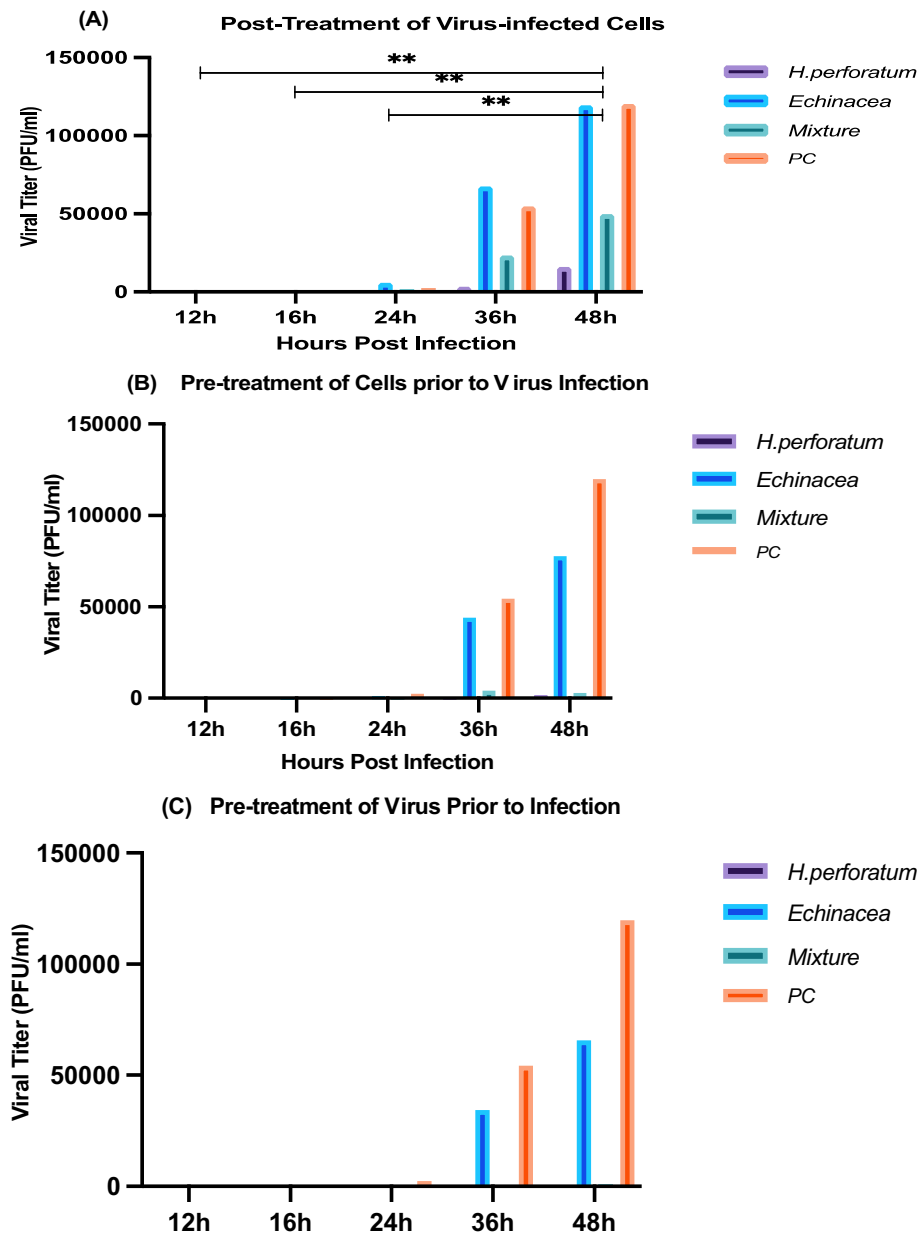 (A) Post-Treatment of Virus-infected Cells
**
**
**
150000
100000
50000
0
Viral Titer (PFU/ml)
12h 16h 24h 36h 48h
Hours Post Infection
H.perforatum
Echinacea
Mixture
PC
(B) Pre-treatment of Cells prior to Virus Infection
150000
100000
50000
0
Viral Titer (PFU/ml)
12h 16h 24h 36h 48h
Hours Post Infection
H.perforatum
Echinacea
Mixture
PC
(C) Pre-treatment of Virus Prior to Infection
150000
100000
50000
0
Viral Titer (PFU/ml)
12h 16h 24h 36h 48h
H.perforatum
Echinacea
Mixture
PC